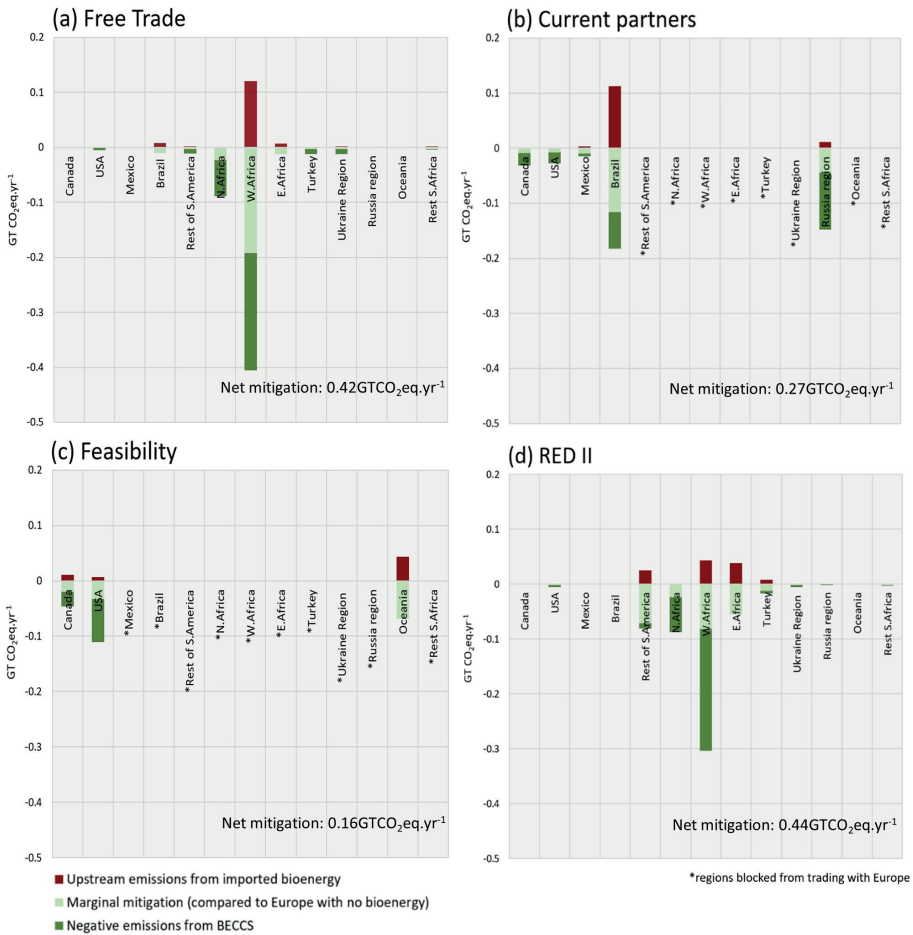 (a) Free Trade
0.2
0.1
0
-0.1
-0.2
-0.3
-0.4
-0.5
GT CO₂eq.yr⁻¹
Canada
USA
Mexico
Brazil
Rest of S.America
N.Africa
W.Africa
E.Africa
Turkey
Ukraine Region
Russia region
Oceania
Rest S.Africa
Net mitigation: 0.42GTCO₂eq.yr⁻¹
(b) Current partners
0.2
0.1
0
-0.1
-0.2
-0.3
-0.4
-0.5
GT CO₂eq.yr⁻¹
Canada
USA
Mexico
Brazil
*Rest of S.America
*N.Africa
*W.Africa
*E.Africa
*Turkey
*Ukraine Region
Russia region
*Oceania
*Rest S.Africa
Net mitigation: 0.27GTCO₂eq.yr⁻¹
(c) Feasibility
0.2
0.1
0
-0.1
-0.2
-0.3
-0.4
-0.5
GT CO₂eq.yr⁻¹
Canada
USA
*Mexico
*Brazil
*Rest of S.America
*N.Africa
*W.Africa
*E.Africa
*Turkey
*Ukraine Region
*Russia region
Oceania
*Rest S.Africa
Net mitigation: 0.16GTCO₂eq.yr⁻¹
(d) RED II
0.2
0.1
0
-0.1
-0.2
-0.3
-0.4
-0.5
GT CO₂eq.yr⁻¹
Canada
USA
Mexico
Brazil
Rest of S.America
N.Africa
W.Africa
E.Africa
Turkey
Ukraine Region
Russia region
Oceania
Rest S.Africa
Net mitigation: 0.44GTCO₂eq.yr⁻¹
Upstream emissions from imported bioenergy
Marginal mitigation (compared to Europe with no bioenergy)
Negative emissions from BECCS
*regions blocked from trading with Europe